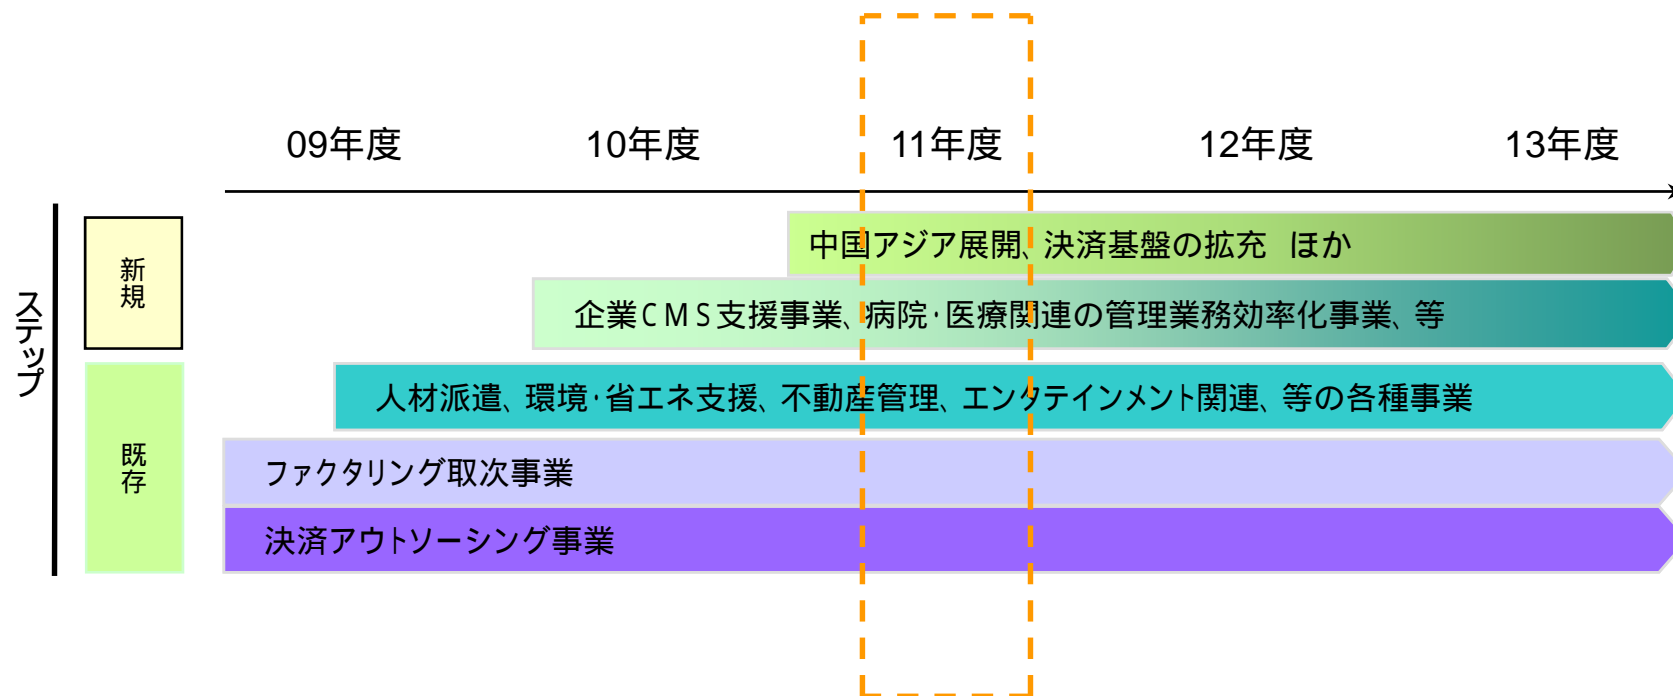 09年度 10年度 11年度 12年度 13年度
ステップ
新規
中国アジア展開、決済基盤の拡充 ほか
企業CMS支援事業、病院・医療関連の管理業務効率化事業、等
既存
人材派遣、環境・省エネ支援、不動産管理、エンタテインメント関連、等の各種事業
ファクタリング取次事業
決済アウトソーシング事業